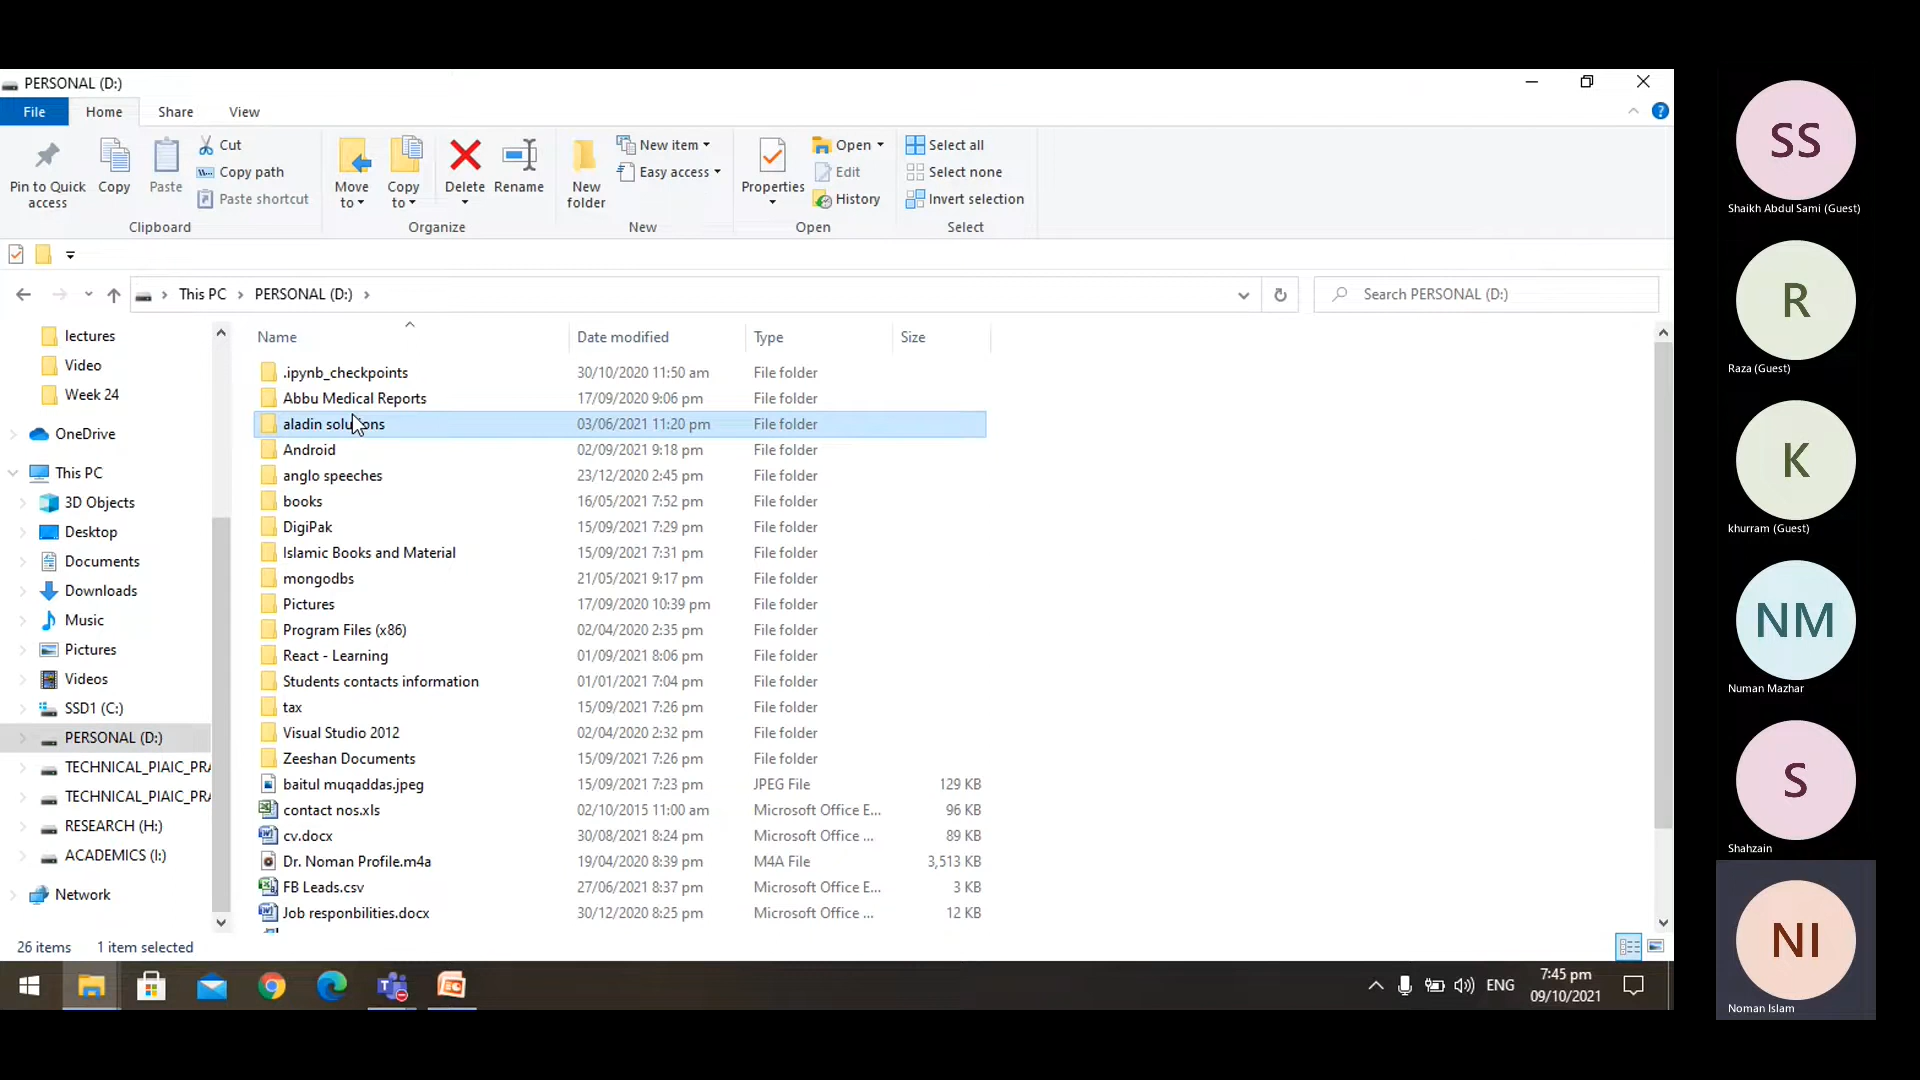 PERSONAL (D:)
File Home Share View
Pin to Quick access
Copy
Paste
Cut
Copy path
Paste shortcut
Clipboard
Move to
Copy to
Delete
Rename
Organize
New folder
New item
Easy access
New
Properties
Open
Edit
History
Open
Select all
Select none
Invert selection
Select
This PC PERSONAL (D:)
Search PERSONAL (D:)
lectures
Video
Week 24
OneDrive
This PC
3D Objects
Desktop
Documents
Downloads
Music
Pictures
Videos
SSD1 (C:)
PERSONAL (D:)
TECHNICAL_PIAIC_PRA
TECHNICAL_PIAIC_PRA
RESEARCH (H:)
ACADEMICS (I:)
Network
Name Date modified Type Size
.ipynb_checkpoints 30/10/2020 11:50 am File folder
Abbu Medical Reports 17/09/2020 9:06 pm File folder
aladin solutions 03/06/2021 11:20 pm File folder
Android 02/09/2021 9:18 pm File folder
anglo speeches 23/12/2020 2:45 pm File folder
books 16/05/2021 7:52 pm File folder
DigiPak 15/09/2021 7:29 pm File folder
Islamic Books and Material 15/09/2021 7:31 pm File folder
mongodbs 21/05/2021 9:17 pm File folder
Pictures 17/09/2020 10:39 pm File folder
Program Files (x86) 02/04/2020 2:35 pm File folder
React - Learning 01/09/2021 8:06 pm File folder
Students contacts information 01/01/2021 7:04 pm File folder
tax 15/09/2021 7:26 pm File folder
Visual Studio 2012 02/04/2020 2:32 pm File folder
Zeeshan Documents 15/09/2021 7:26 pm File folder
baitul muqaddas.jpeg 15/09/2021 7:23 pm JPEG File 129 KB
contact nos.xls 02/10/2015 11:00 am Microsoft Office E... 96 KB
cv.docx 30/08/2021 8:24 pm Microsoft Office ... 89 KB
Dr. Noman Profile.m4a 19/04/2020 8:39 pm M4A File 3,513 KB
FB Leads.csv 27/06/2021 8:37 pm Microsoft Office E... 3 KB
Job responbilities.docx 30/12/2020 8:25 pm Microsoft Office ... 12 KB
26 items 1 item selected
ENG
7:45 pm
09/10/2021
SS
Shaikh Abdul Sami (Guest)
R
Raza (Guest)
K
khurram (Guest)
NM
Numan Mazhar
S
Shahzain
NI
Noman Islam